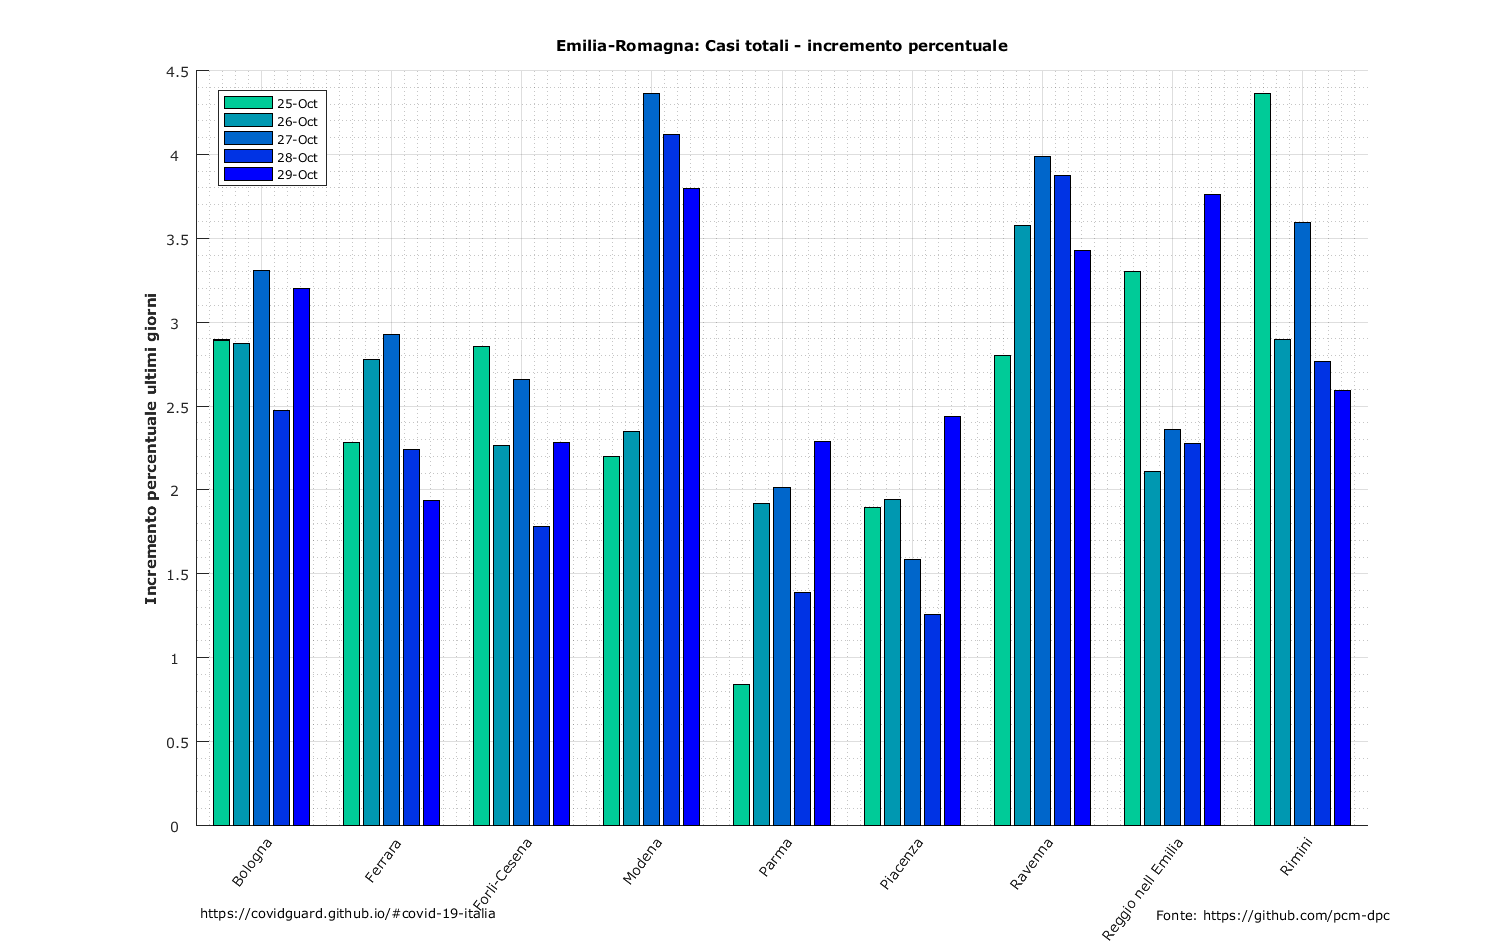 Emilia-Romagna: Casi totali - incremento percentuale
4.5
4
3.5
3
2.5
2
1.5
1
0.5
0
Incremento percentuale ultimi giorni
25-Oct
26-Oct
27-Oct
28-Oct
29-Oct
Bologna
Ferrara
Forlì-Cesena
Modena
Parma
Piacenza
Ravenna
Reggio nell Emilia
Rimini
https://covidguard.github.io/#covid-19-italia
Fonte: https://github.com/pcm-dpc